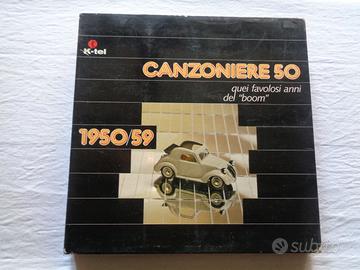 K-tel
CANZONIERE 50
quei favolosi anni
del "boom"
1950/59
subito